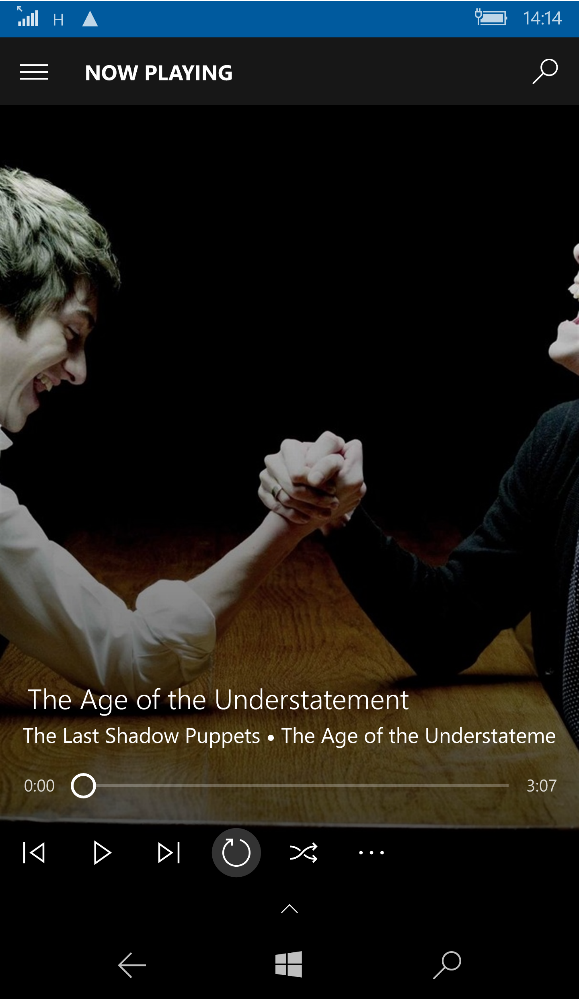 H 14:14
NOW PLAYING
The Age of the Understatement
The Last Shadow Puppets • The Age of the Understateme
0:00 3:07